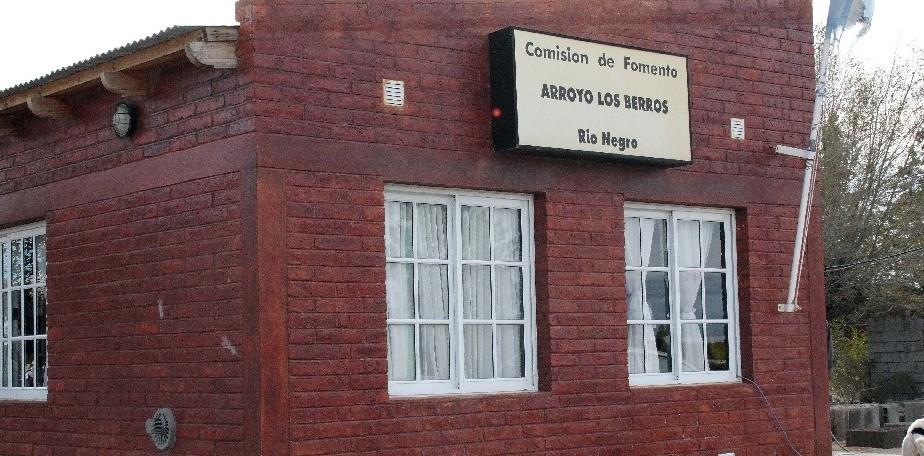 Comision de Fomento
ARROYO LOS BERROS
Rio Negro